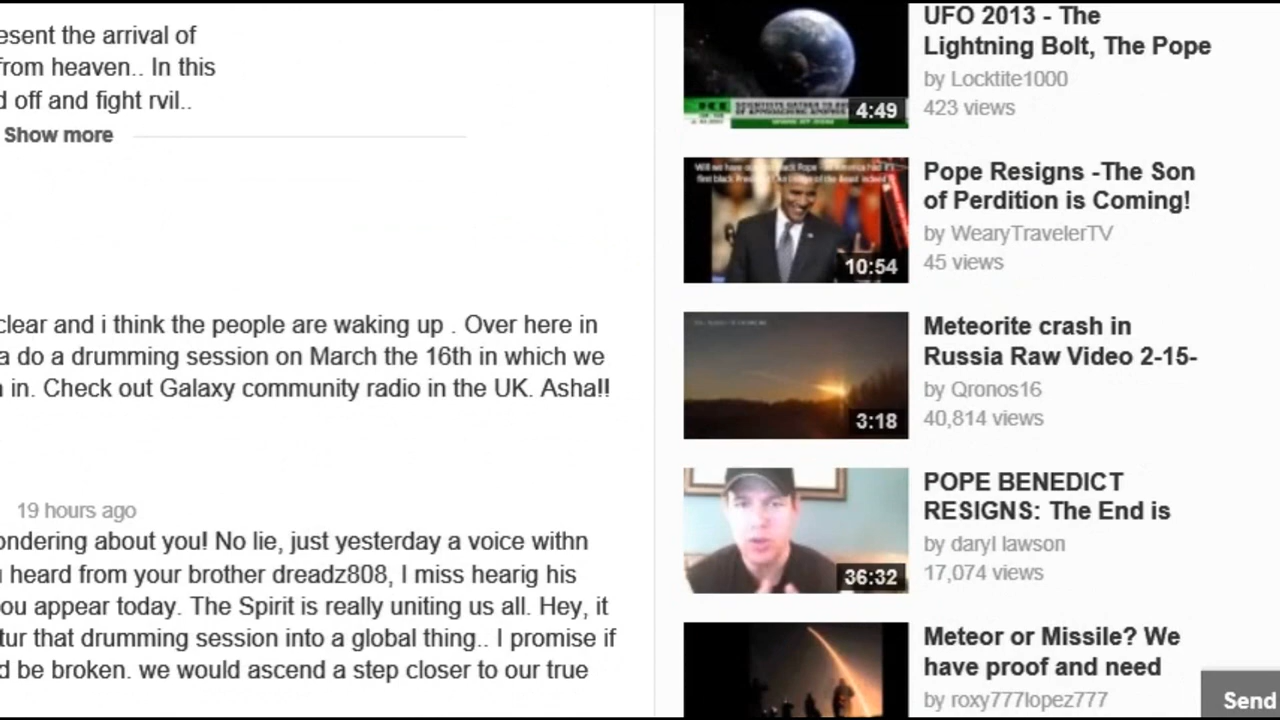 esent the arrival of
from heaven.. In this
d off and fight rvil..
Show more
clear and i think the people are waking up . Over here in
a do a drumming session on March the 16th in which we
in. Check out Galaxy community radio in the UK. Asha!!
19 hours ago
ondering about you! No lie, just yesterday a voice withn
heard from your brother dreadz808, I miss hearig his
ou appear today. The Spirit is really uniting us all. Hey, it
tur that drumming session into a global thing.. I promise if
d be broken. we would ascend a step closer to our true
4:49
UFO 2013 - The
Lightning Bolt, The Pope
by Locktite1000
423 views
10:54
Pope Resigns -The Son
of Perdition is Coming!
by WearyTravelerTV
45 views
3:18
Meteorite crash in
Russia Raw Video 2-15-
by Qronos16
40,814 views
36:32
POPE BENEDICT
RESIGNS: The End is
by daryl lawson
17,074 views
Meteor or Missile? We
have proof and need
by roxy777lopez777
Send